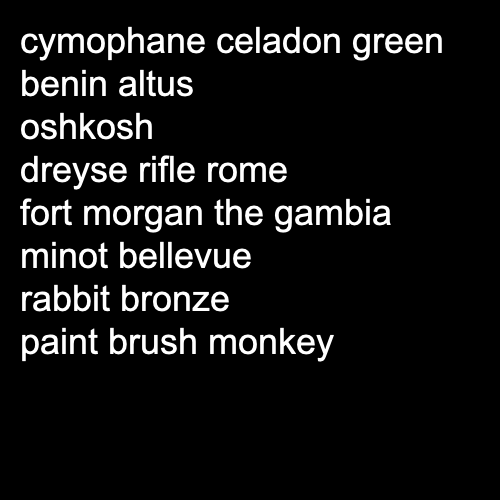 cymophane celadon green
benin altus
oshkosh
dreyse rifle rome
fort morgan the gambia
minot bellevue
rabbit bronze
paint brush monkey